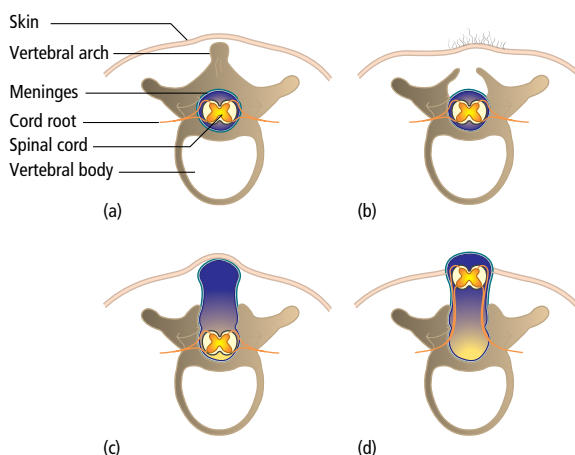 Skin
Vertebral arch
Meninges
Cord root
Spinal cord
Vertebral body
(a)
(b)
(c)
(d)